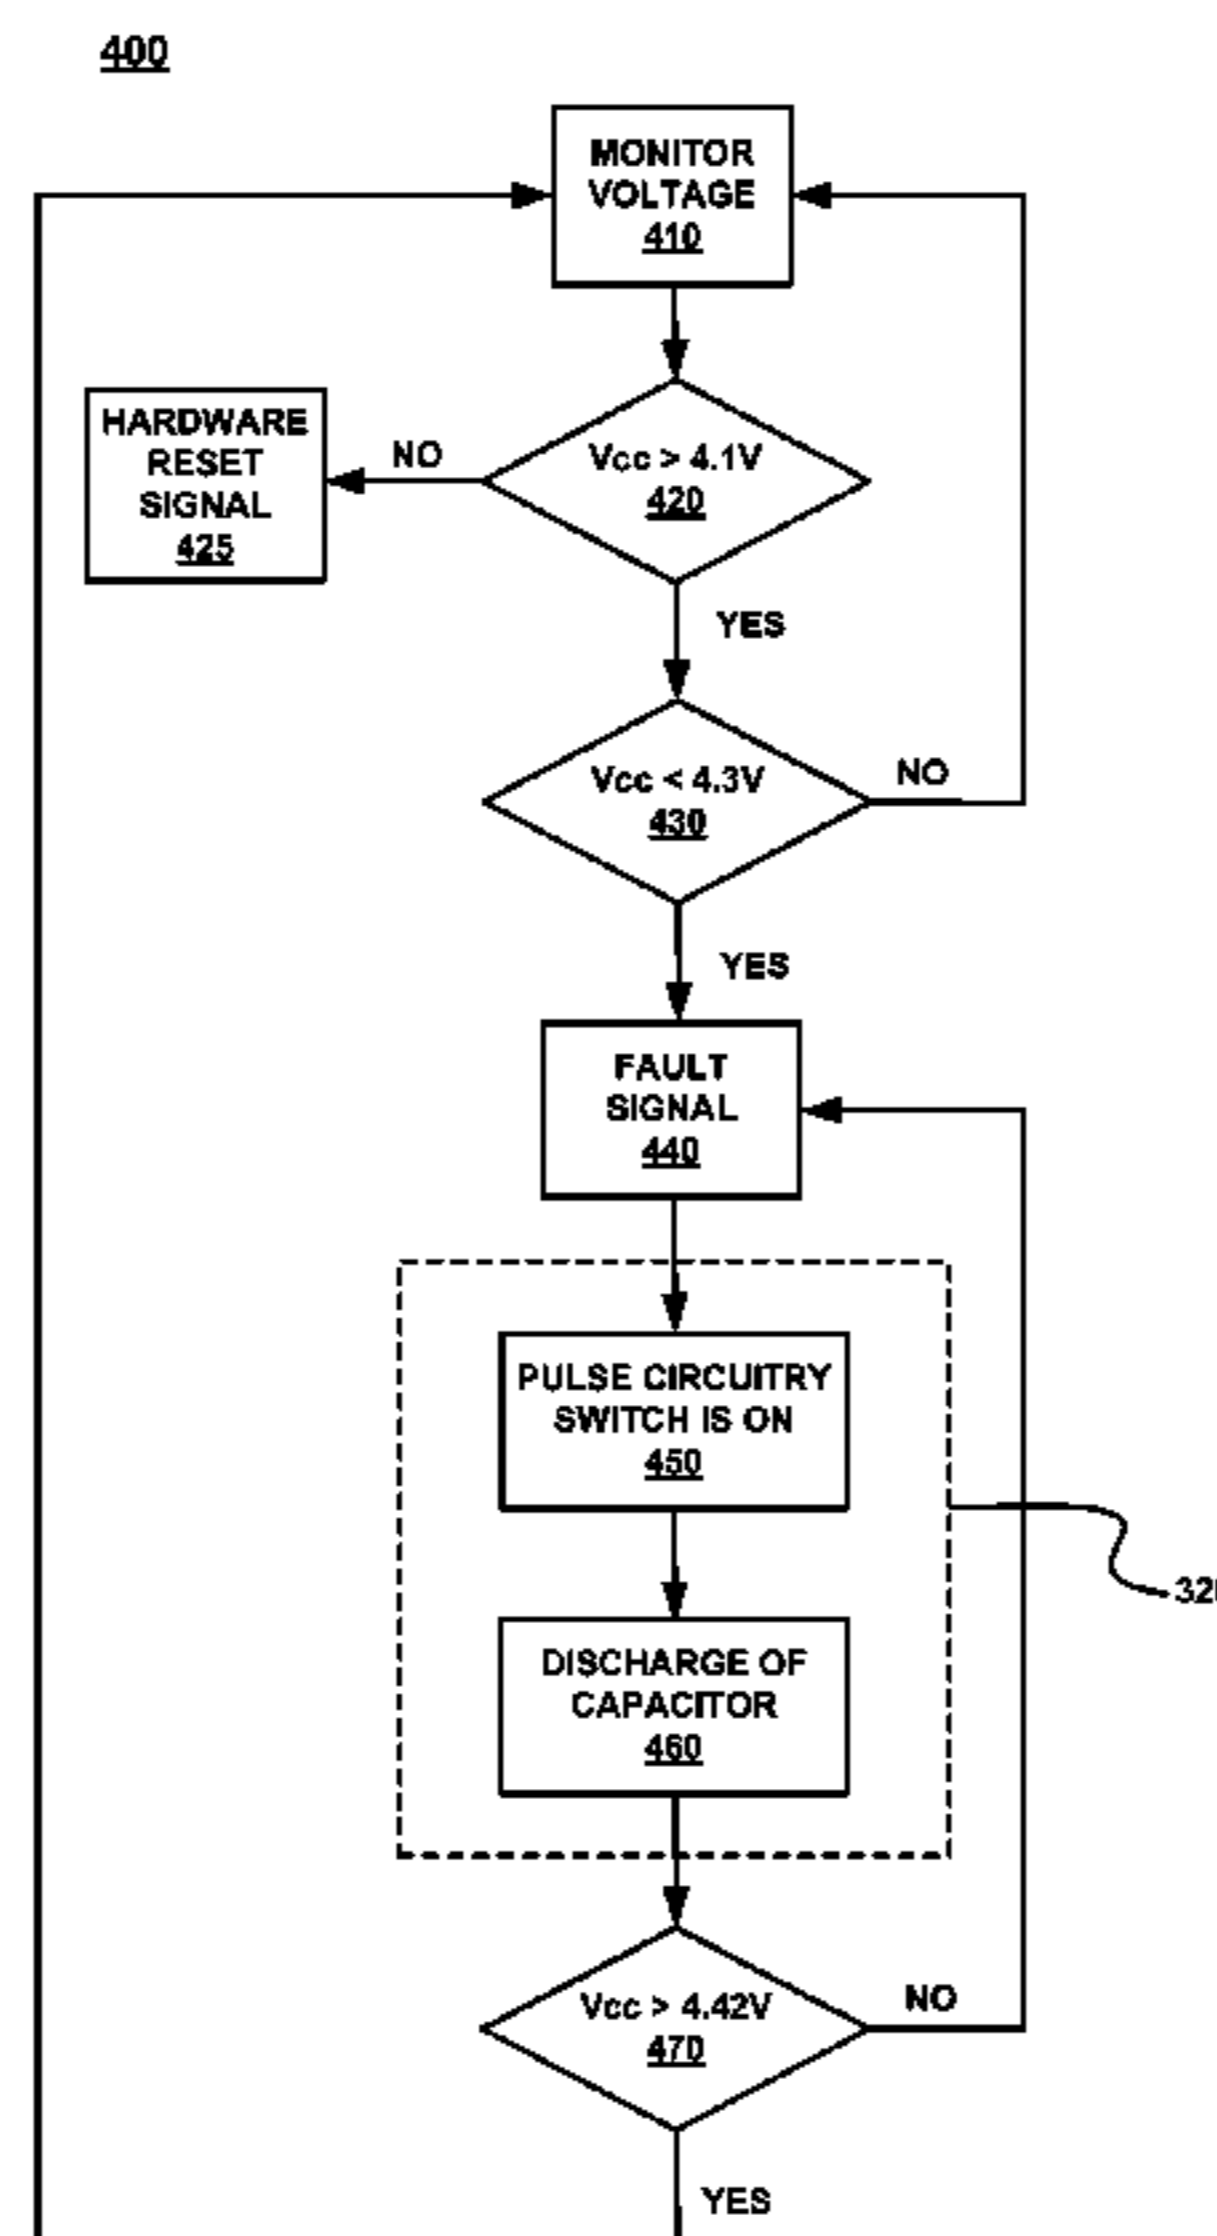 400
MONITOR
VOLTAGE
410
HARDWARE
RESET
SIGNAL
425
NO
Vcc > 4.1V
420
YES
Vcc < 4.3V
430
NO
YES
FAULT
SIGNAL
440
PULSE CIRCUITRY
SWITCH IS ON
450
DISCHARGE OF
CAPACITOR
460
Vcc > 4.42V
470
NO
YES